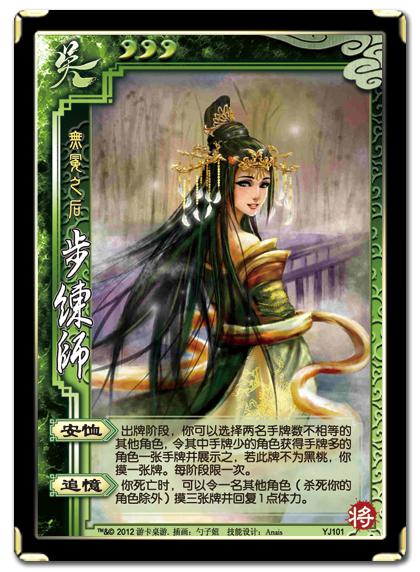 吴
無冕之后
步練師
安恤
出牌阶段，你可以选择两名手牌数不相等的
其他角色，令其中手牌少的角色获得手牌多的
角色一张手牌并展示之，若此牌不为黑桃，你
摸一张牌。每阶段限一次。
追憶
你死亡时，可以令一名其他角色（杀死你的
角色除外）摸三张牌并回复1点体力。
™&© 2012 游卡桌游. 插画：勺子妞 技能设计：Anais YJ101
将